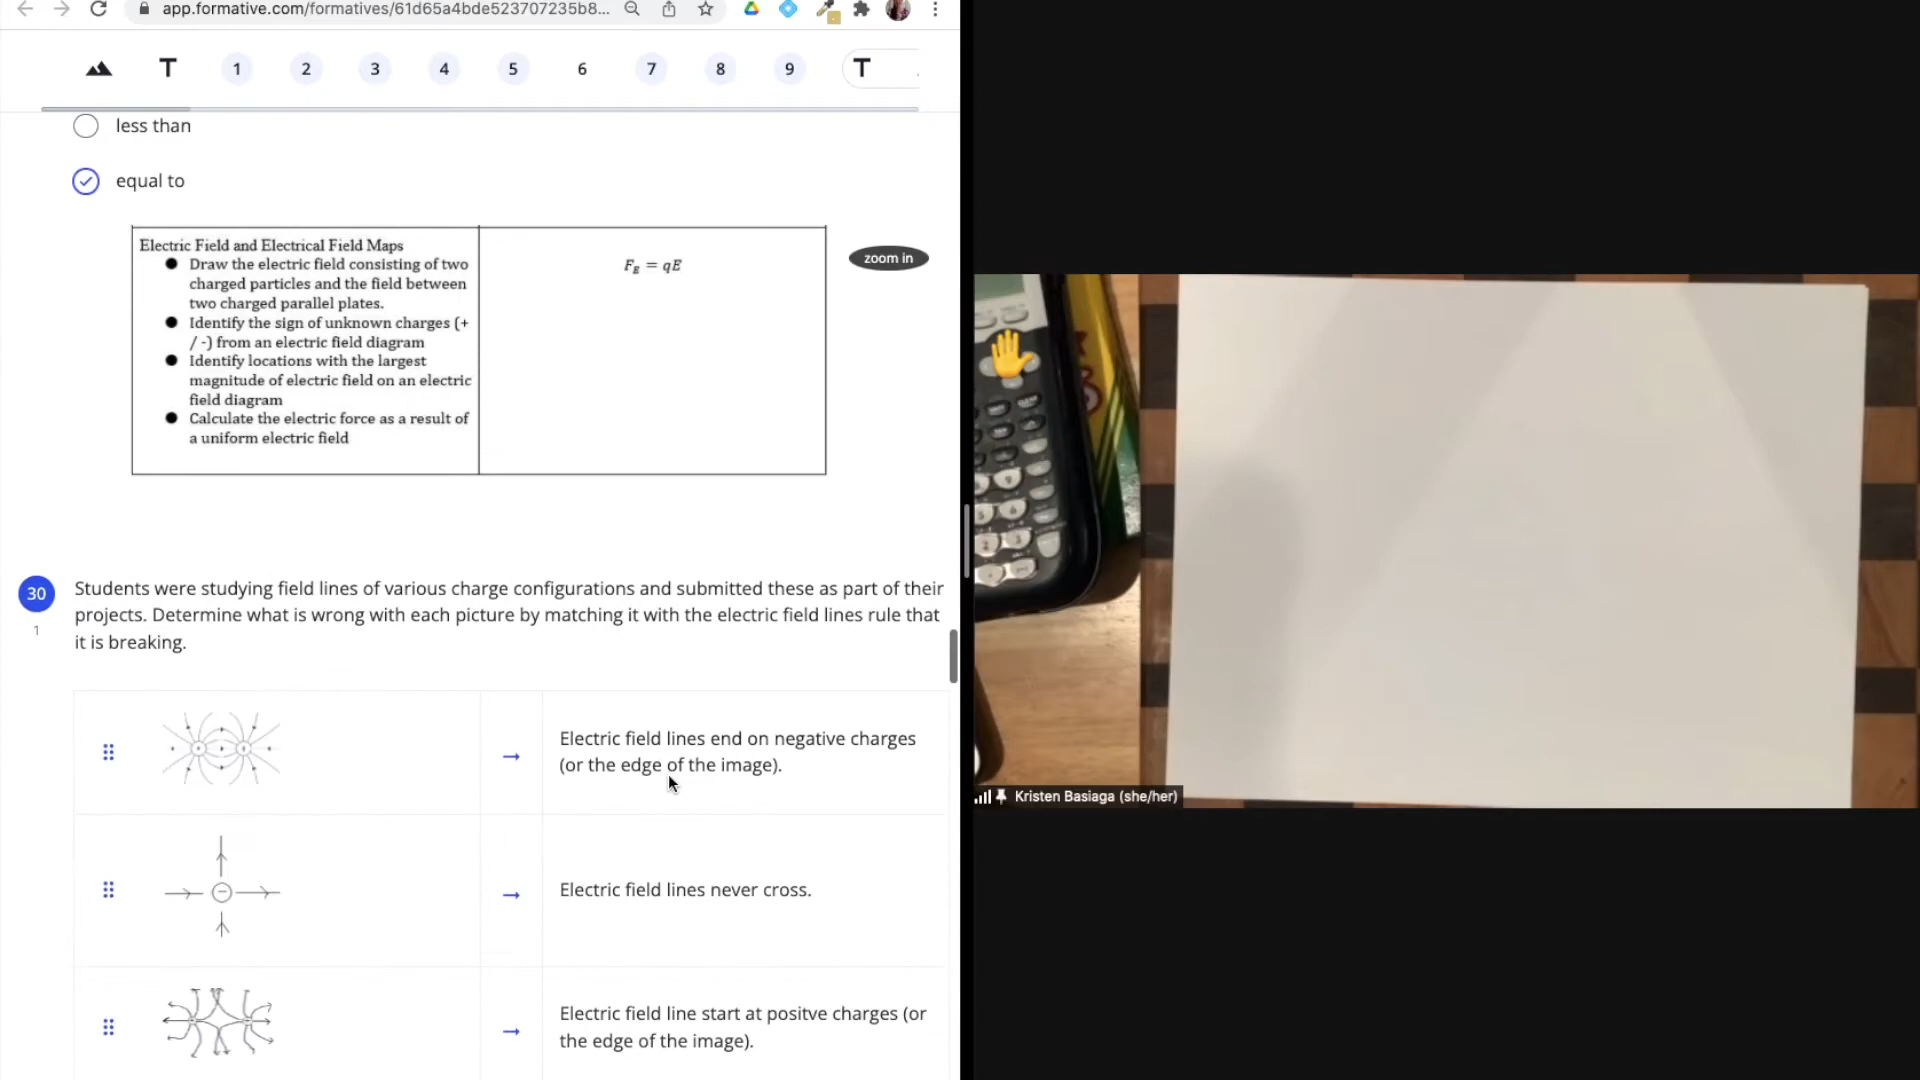 app.formative.com/formatives/61d65a4bde523707235b8...
T 1 2 3 4 5 6 7 8 9 T
less than
equal to
Electric Field and Electrical Field Maps
● Draw the electric field consisting of two
charged particles and the field between
two charged parallel plates.
● Identify the sign of unknown charges (+
/ -) from an electric field diagram
● Identify locations with the largest
magnitude of electric field on an electric
field diagram
● Calculate the electric force as a result of
a uniform electric field
F_E = qE
zoom in
30
1
Students were studying field lines of various charge configurations and submitted these as part of their
projects. Determine what is wrong with each picture by matching it with the electric field lines rule that
it is breaking.
→ Electric field lines end on negative charges
(or the edge of the image).
→ Electric field lines never cross.
→ Electric field line start at positve charges (or
the edge of the image).
Kristen Basiaga (she/her)